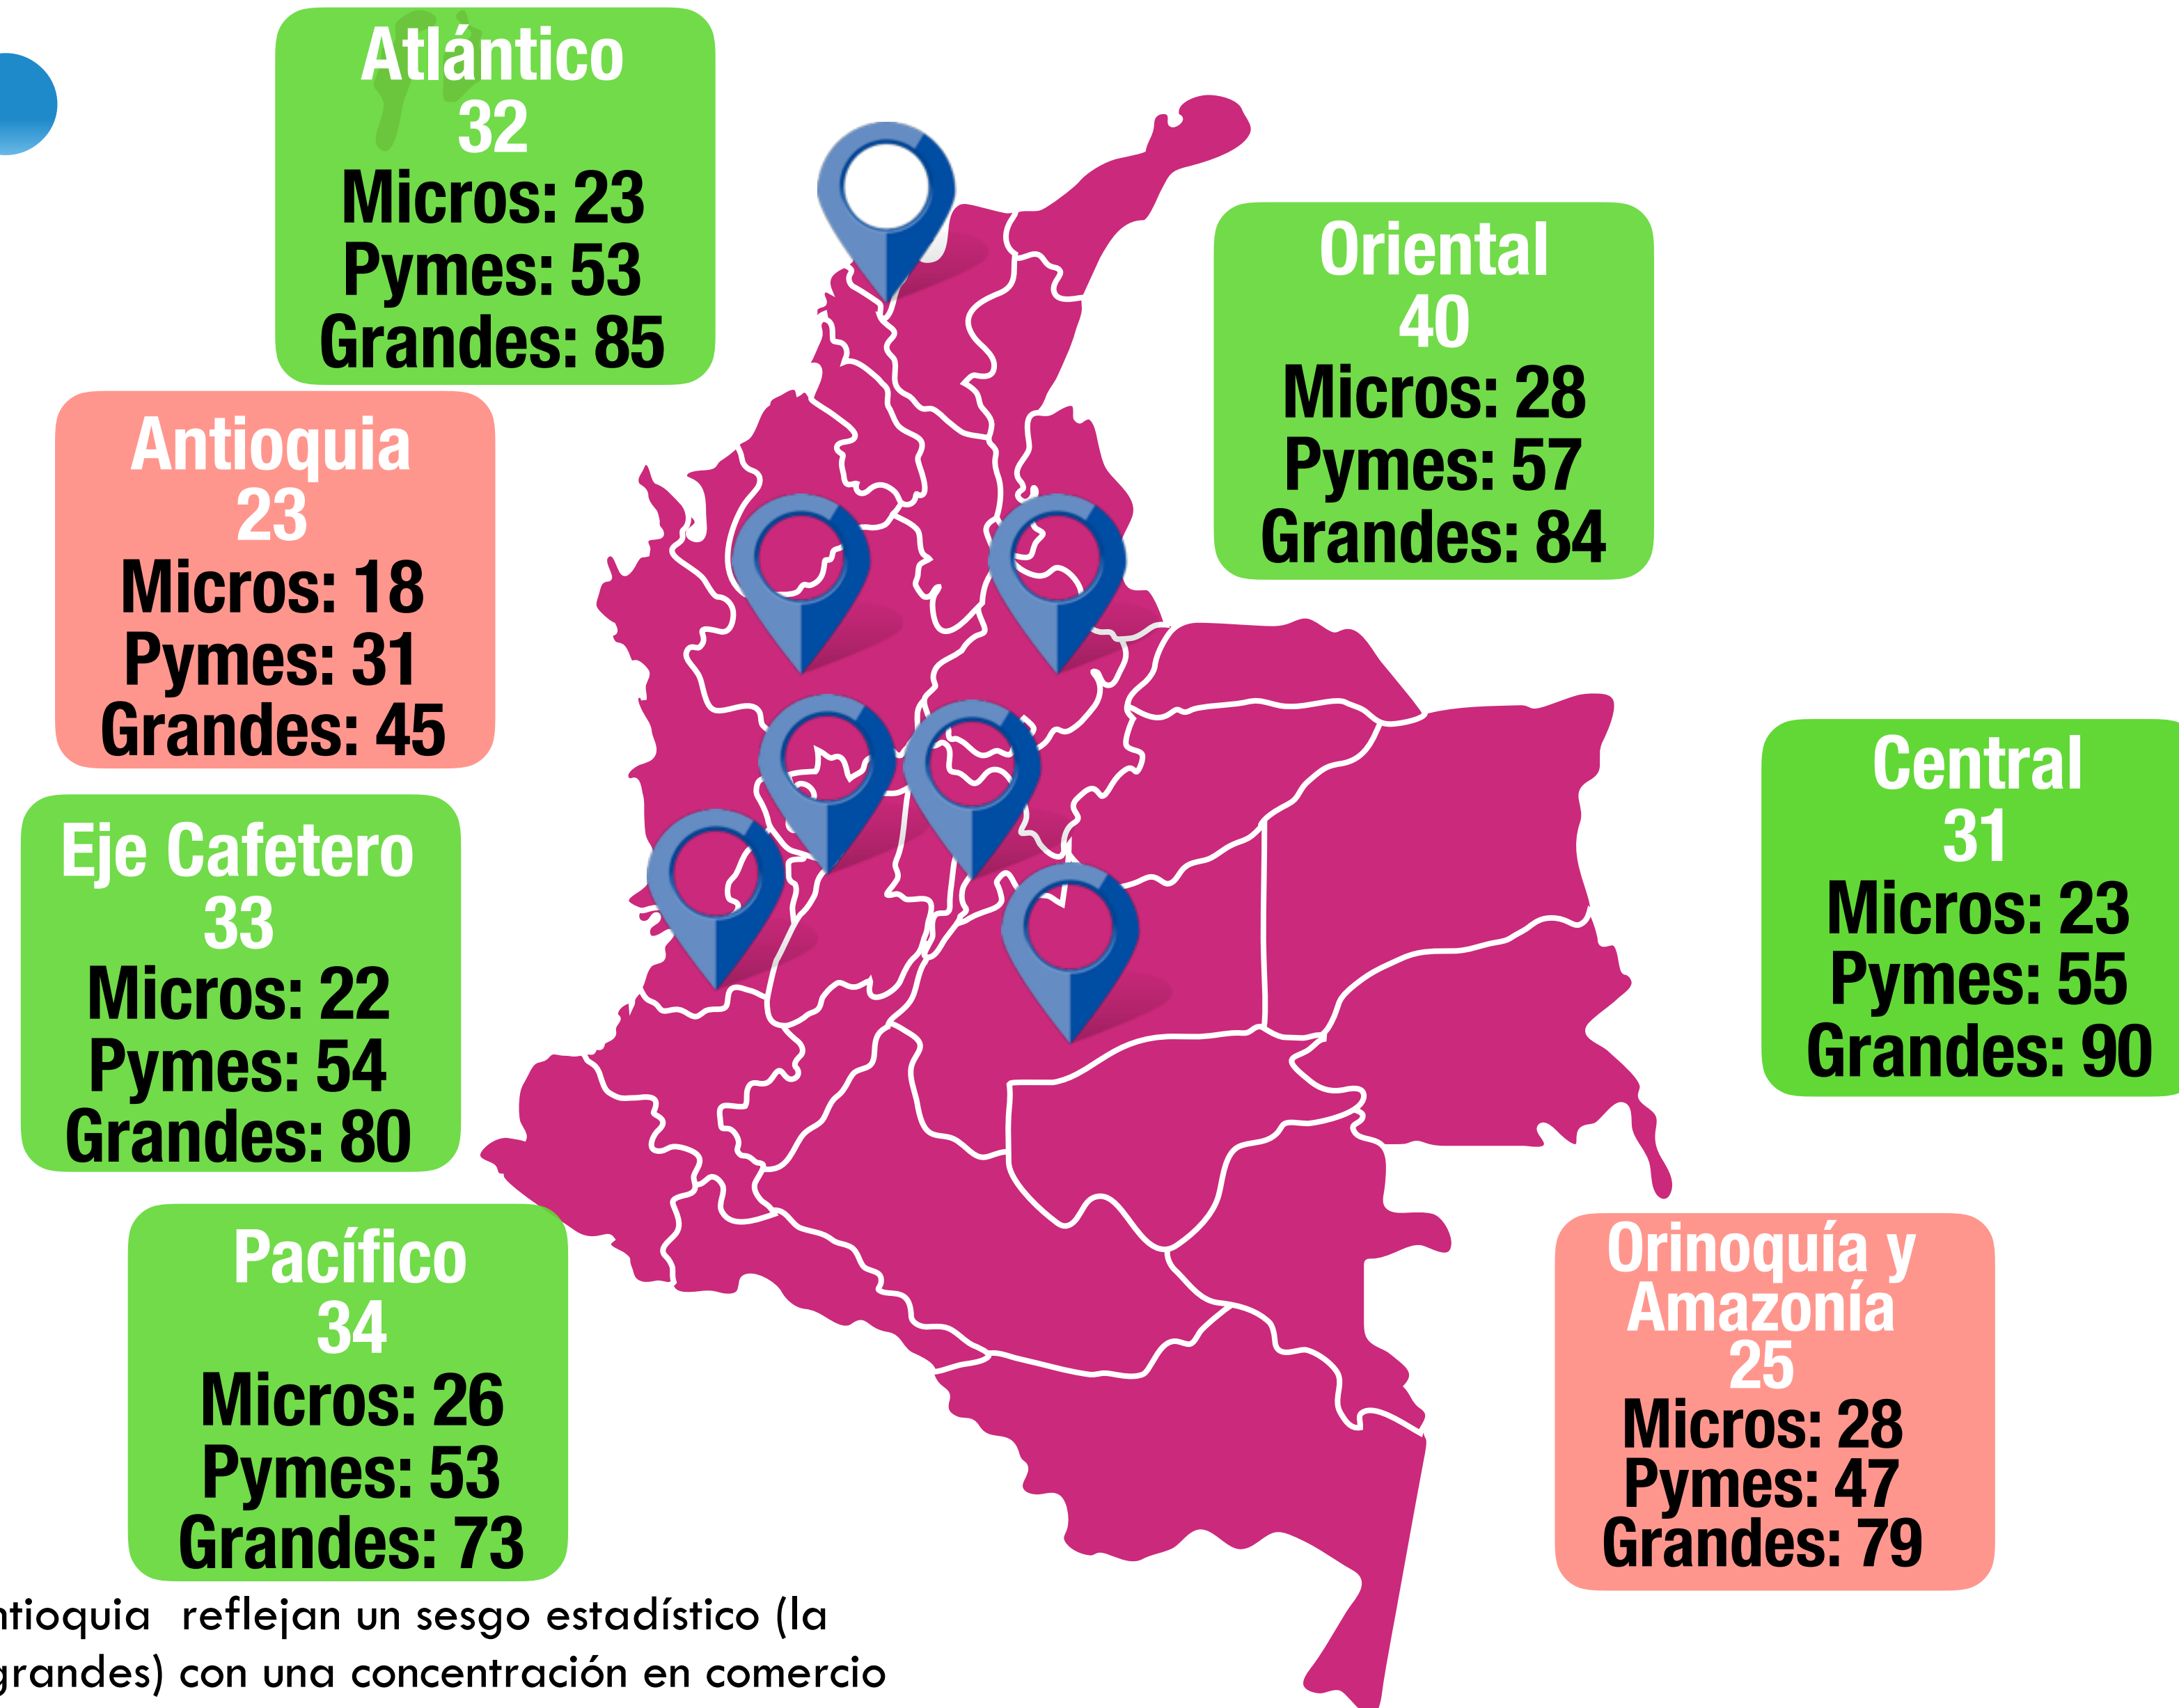 Atlántico
32
Micros: 23
Pymes: 53
Grandes: 85
Oriental
40
Micros: 28
Pymes: 57
Grandes: 84
Antioquia
23
Micros: 18
Pymes: 31
Grandes: 45
Central
31
Micros: 23
Pymes: 55
Grandes: 90
Eje Cafetero
33
Micros: 22
Pymes: 54
Grandes: 80
Pacífico
34
Micros: 26
Pymes: 53
Grandes: 73
Orinoquía y
Amazonía
25
Micros: 28
Pymes: 47
Grandes: 79
ntioquia reflejan un sesgo estadístico (la
grandes) con una concentración en comercio